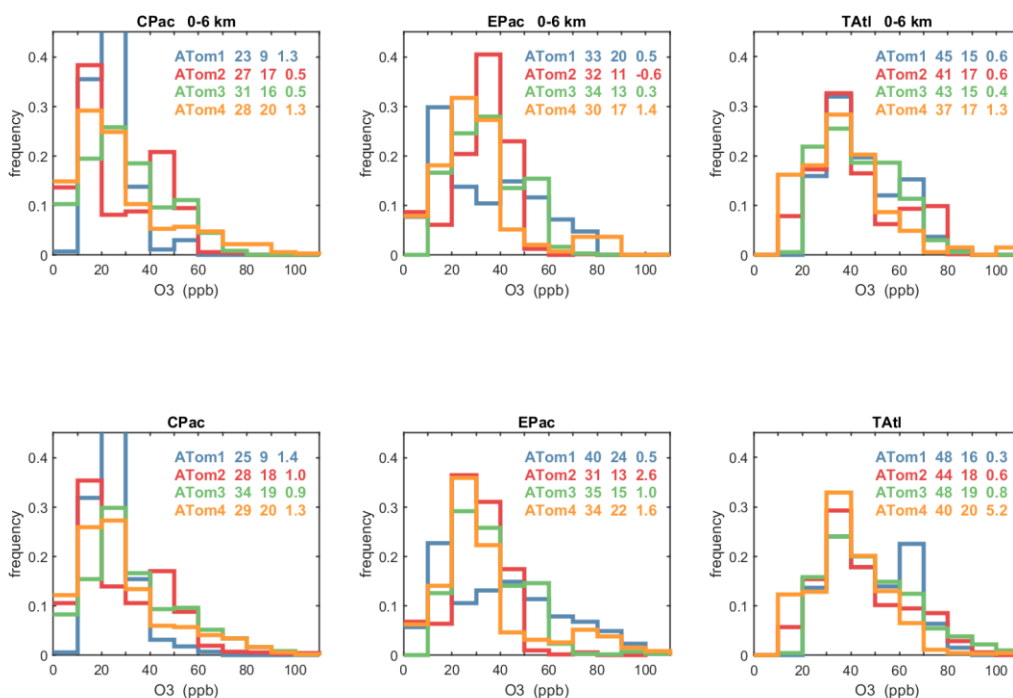 CPac 0-6 km
EPac 0-6 km
TAtl 0-6 km
ATom1 23 9 1.3
ATom2 27 17 0.5
ATom3 31 16 0.5
ATom4 28 20 1.3
ATom1 33 20 0.5
ATom2 32 11 -0.6
ATom3 34 13 0.3
ATom4 30 17 1.4
ATom1 45 15 0.6
ATom2 41 17 0.6
ATom3 43 15 0.4
ATom4 37 17 1.3
frequency
0.4
0.3
0.2
0.1
0
0 20 40 60 80 100
O3 (ppb)
frequency
0.4
0.3
0.2
0.1
0
0 20 40 60 80 100
O3 (ppb)
frequency
0.4
0.3
0.2
0.1
0
0 20 40 60 80 100
O3 (ppb)
CPac
EPac
TAtl
ATom1 25 9 1.4
ATom2 28 18 1.0
ATom3 34 19 0.9
ATom4 29 20 1.3
ATom1 40 24 0.5
ATom2 31 13 2.6
ATom3 35 15 1.0
ATom4 34 22 1.6
ATom1 48 16 0.3
ATom2 44 18 0.6
ATom3 48 19 0.8
ATom4 40 20 5.2
frequency
0.4
0.3
0.2
0.1
0
0 20 40 60 80 100
O3 (ppb)
frequency
0.4
0.3
0.2
0.1
0
0 20 40 60 80 100
O3 (ppb)
frequency
0.4
0.3
0.2
0.1
0
0 20 40 60 80 100
O3 (ppb)